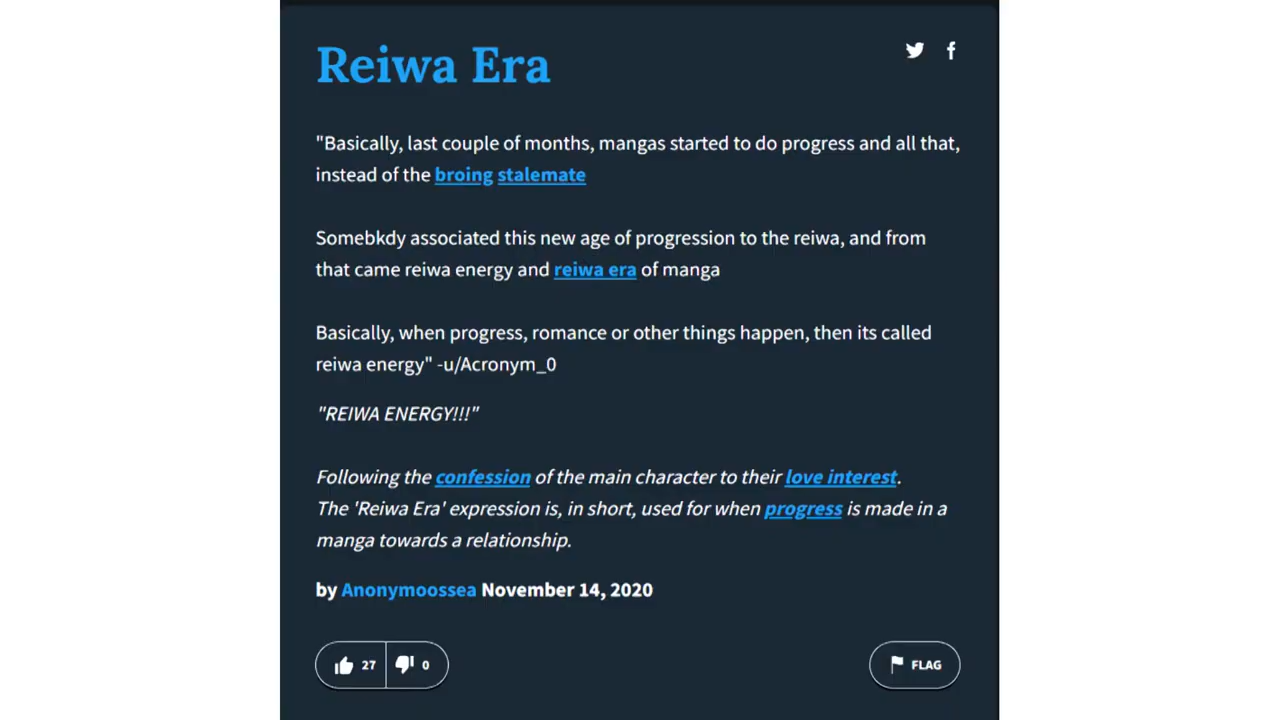 Reiwa Era
"Basically, last couple of months, mangas started to do progress and all that,
instead of the broing stalemate
Somebkdy associated this new age of progression to the reiwa, and from
that came reiwa energy and reiwa era of manga
Basically, when progress, romance or other things happen, then its called
reiwa energy" -u/Acronym_0
"REIWA ENERGY!!!"
Following the confession of the main character to their love interest.
The 'Reiwa Era' expression is, in short, used for when progress is made in a
manga towards a relationship.
by Anonymoossea November 14, 2020
27 0 FLAG